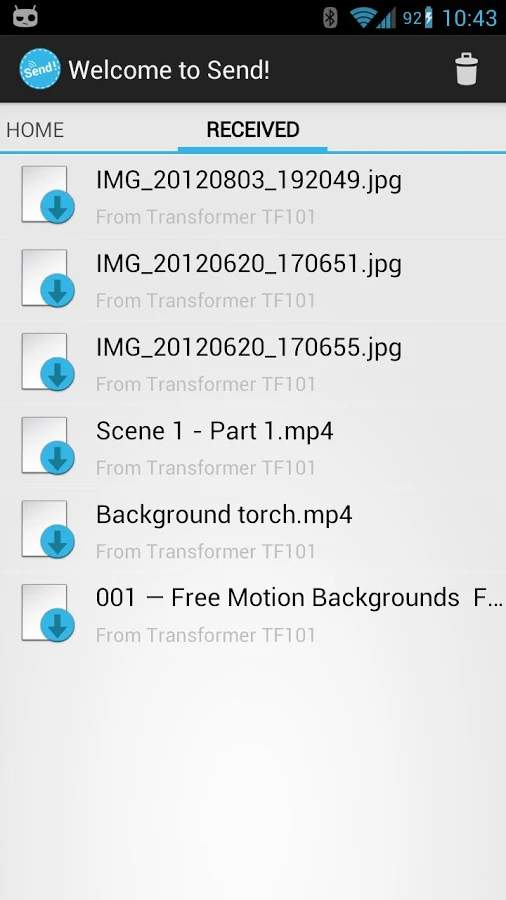 92 10:43
Send! Welcome to Send!
HOME RECEIVED
IMG_20120803_192049.jpg
From Transformer TF101
IMG_20120620_170651.jpg
From Transformer TF101
IMG_20120620_170655.jpg
From Transformer TF101
Scene 1 - Part 1.mp4
From Transformer TF101
Background torch.mp4
From Transformer TF101
001 — Free Motion Backgrounds F...
From Transformer TF101